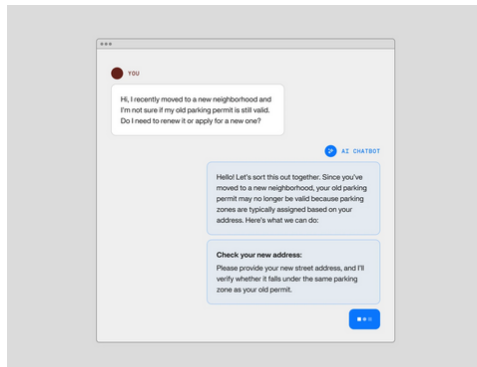 YOU
Hi, I recently moved to a new neighborhood and
I'm not sure if my old parking permit is still valid.
Do I need to renew it or apply for a new one?
AI CHATBOT
Hello! Let's sort this out together. Since you've
moved to a new neighborhood, your old parking
permit may no longer be valid because parking
zones are typically assigned based on your
address. Here's what we can do:
Check your new address:
Please provide your new street address, and I'll
verify whether it falls under the same parking
zone as your old permit.